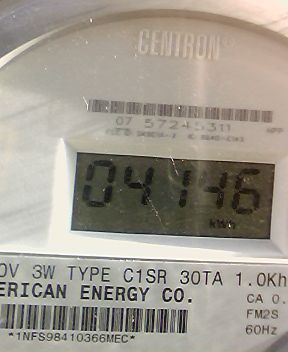 CENTRON®
07 57245311
04146
kWh
0V 3W TYPE C1SR 30TA 1.0Kh
ERICAN ENERGY CO.
CA 0.
FM2S
60Hz
*1NFS98410366MEC*